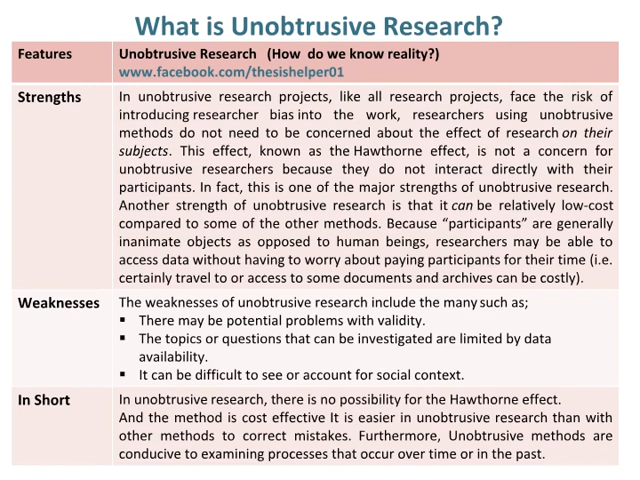 What is Unobtrusive Research?
Features
Unobtrusive Research (How do we know reality?)
www.facebook.com/thesishelper01
Strengths
In unobtrusive research projects, like all research projects, face the risk of
introducing researcher bias into the work, researchers using unobtrusive
methods do not need to be concerned about the effect of research on their
subjects. This effect, known as the Hawthorne effect, is not a concern for
unobtrusive researchers because they do not interact directly with their
participants. In fact, this is one of the major strengths of unobtrusive research.
Another strength of unobtrusive research is that it can be relatively low-cost
compared to some of the other methods. Because “participants” are generally
inanimate objects as opposed to human beings, researchers may be able to
access data without having to worry about paying participants for their time (i.e.
certainly travel to or access to some documents and archives can be costly).
Weaknesses
The weaknesses of unobtrusive research include the many such as;
▪ There may be potential problems with validity.
▪ The topics or questions that can be investigated are limited by data
availability.
▪ It can be difficult to see or account for social context.
In Short
In unobtrusive research, there is no possibility for the Hawthorne effect.
And the method is cost effective It is easier in unobtrusive research than with
other methods to correct mistakes. Furthermore, Unobtrusive methods are
conducive to examining processes that occur over time or in the past.